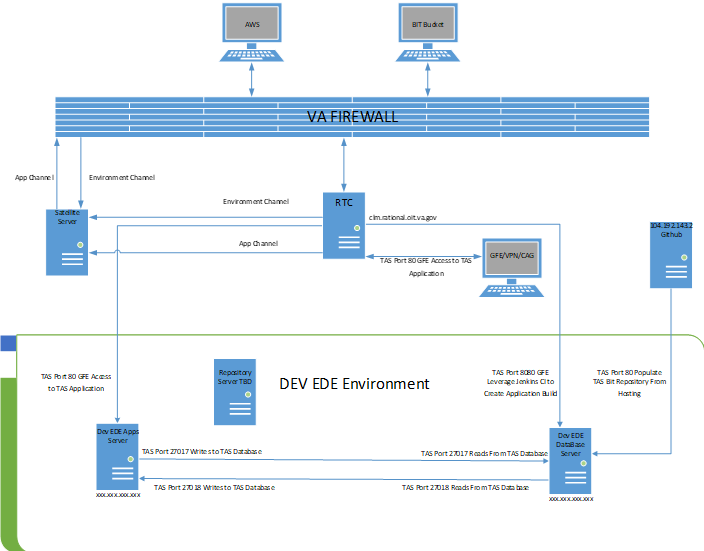 AWS
BIT Bucket
VA FIREWALL
App Channel
Environment Channel
Satellite
Server
Environment Channel
RTC
clm.rational.oit.va.gov
App Channel
TAS Port 80 GFE Access to TAS
Application
GFE/VPN/CAG
104.192.143.2
Github
TAS Port 80 GFE Access
to TAS Application
Repository
Server TBD
DEV EDE Environment
TAS Port 8080 GFE
Leverage Jenkins CI to
Create Application Build
TAS Port 80 Populate
TAS Bit Repository From
Hosting
Dev EDE Apps
Server
TAS Port 27017 Writes to TAS Database
TAS Port 27017 Reads From TAS Database
Dev EDE
DataBase
Server
TAS Port 27018 Writes to TAS Database
TAS Port 27018 Reads From TAS Database
xxx.xxx.xxx.xxx
xxx.xxx.xxx.xxx